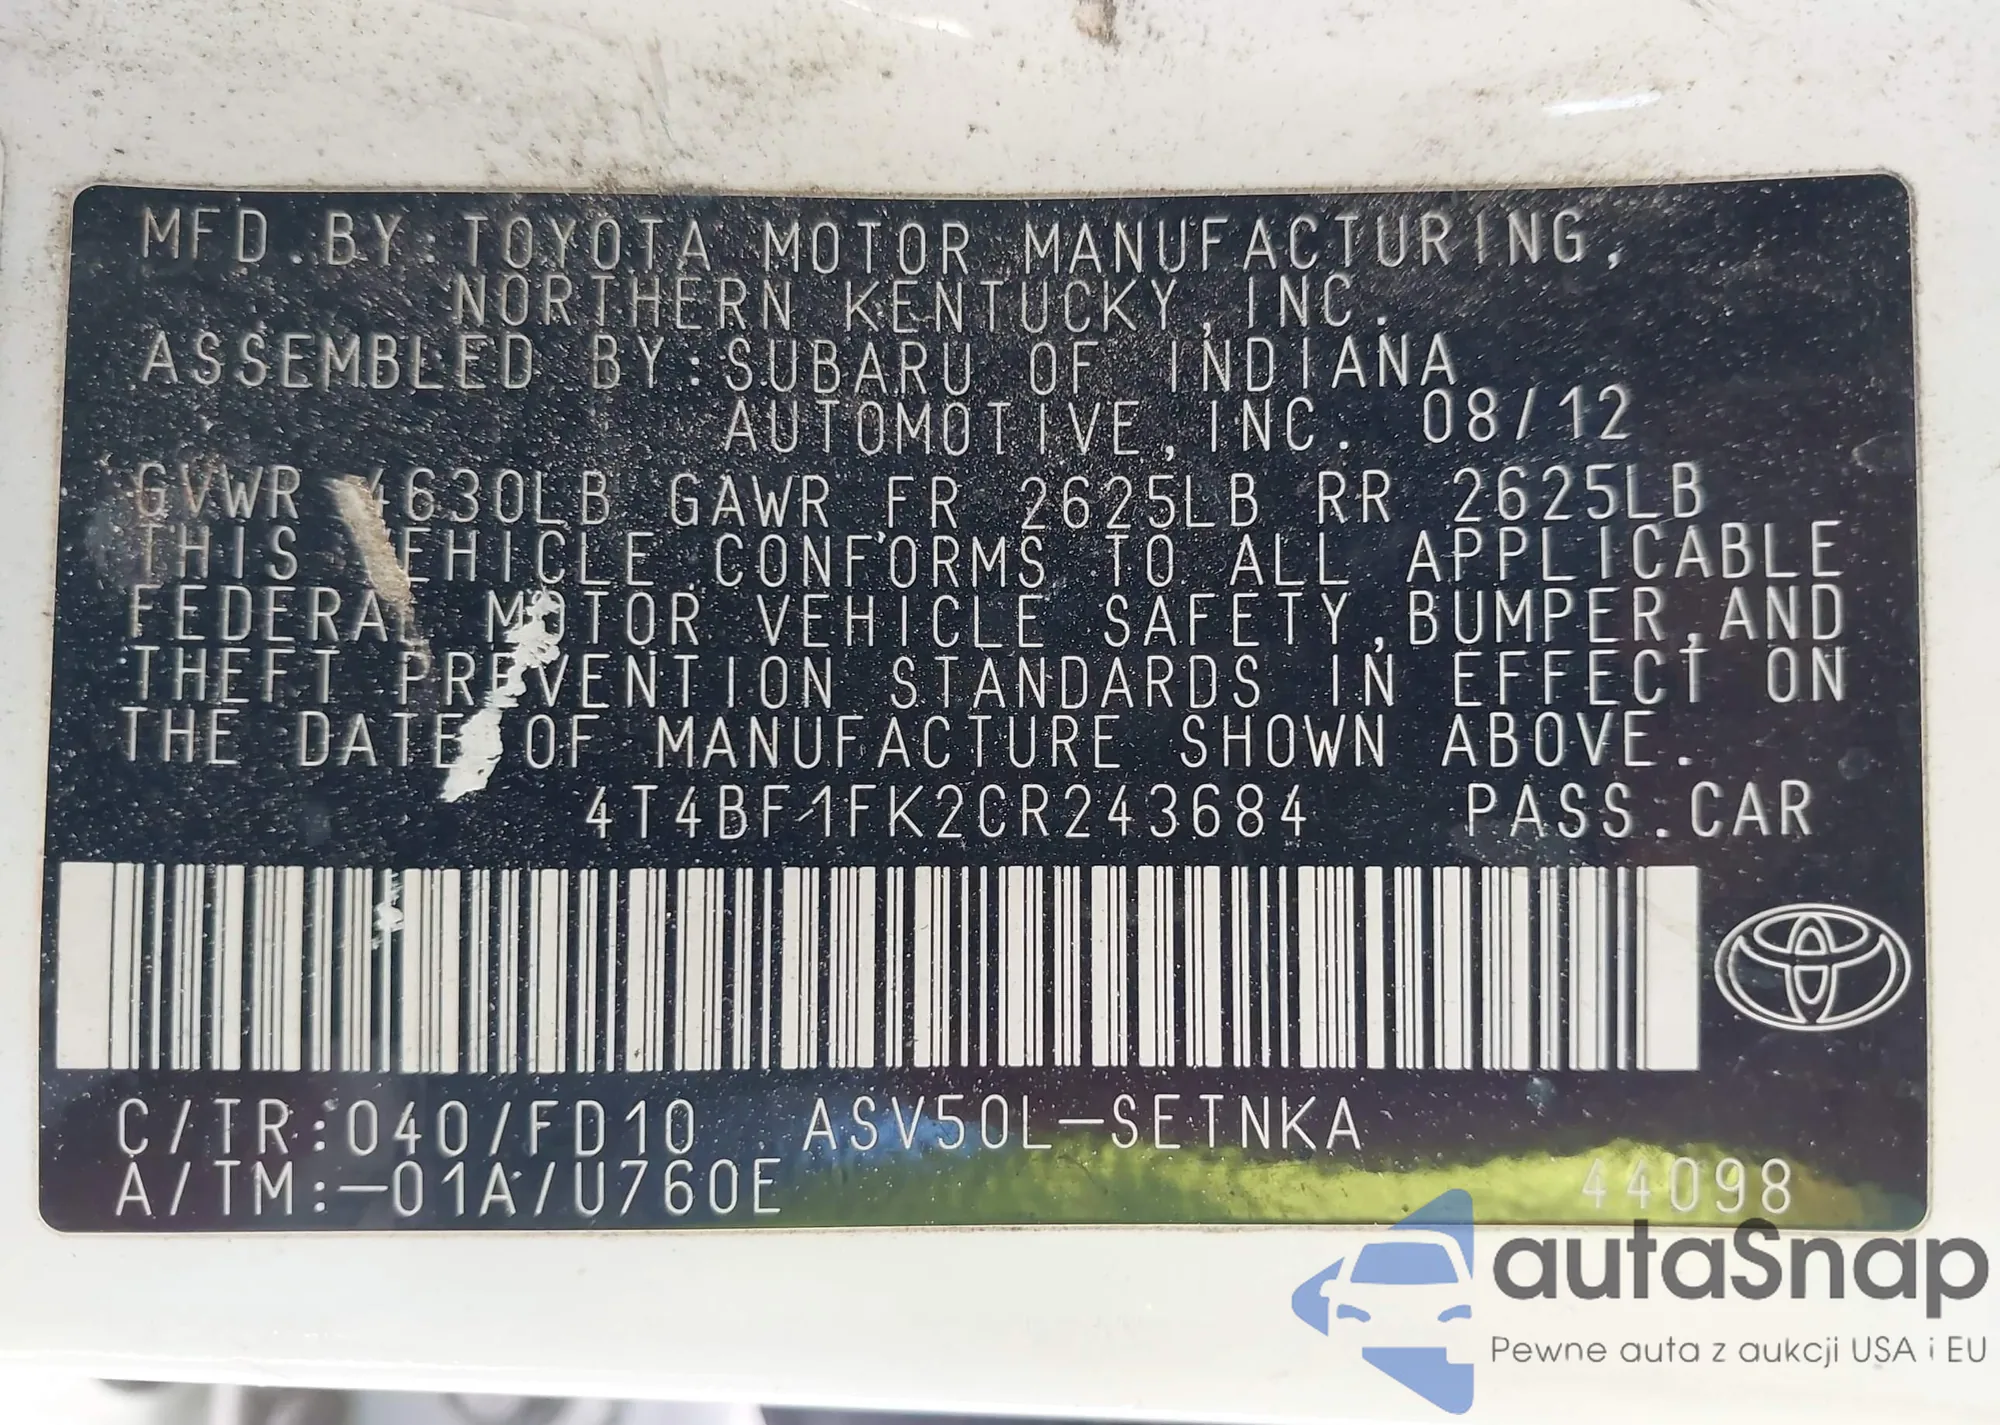 MFD.BY:TOYOTA MOTOR MANUFACTURING,
NORTHERN KENTUCKY,INC.
ASSEMBLED BY:SUBARU OF INDIANA
AUTOMOTIVE,INC. 08/12
GVWR 4630LB GAWR FR 2625LB RR 2625LB
THIS VEHICLE CONFORMS TO ALL APPLICABLE
FEDERAL MOTOR VEHICLE SAFETY,BUMPER,AND
THEFT PREVENTION STANDARDS IN EFFECT ON
THE DATE OF MANUFACTURE SHOWN ABOVE.
4T4BF1FK2CR243684 PASS.CAR
C/TR:040/FD10 ASV50L-SETNKA
A/TM:-01A/U760E 44098
autaSnap
Pewne auta z aukcji USA i EU